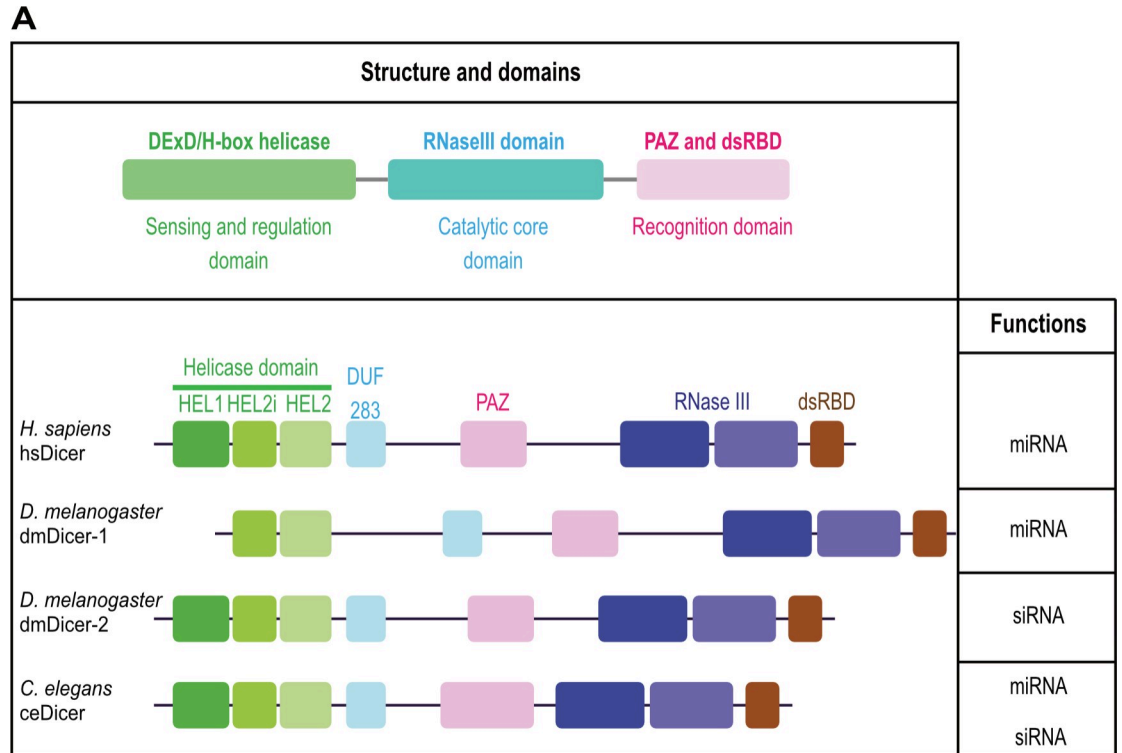 A
Structure and domains
DExD/H-box helicase
RNaseIII domain
PAZ and dsRBD
Sensing and regulation
domain
Catalytic core
domain
Recognition domain
Functions
Helicase domain
DUF
283
HEL1 HEL2i HEL2
PAZ
RNase III
dsRBD
H. sapiens
hsDicer
miRNA
D. melanogaster
dmDicer-1
miRNA
D. melanogaster
dmDicer-2
siRNA
C. elegans
ceDicer
miRNA
siRNA